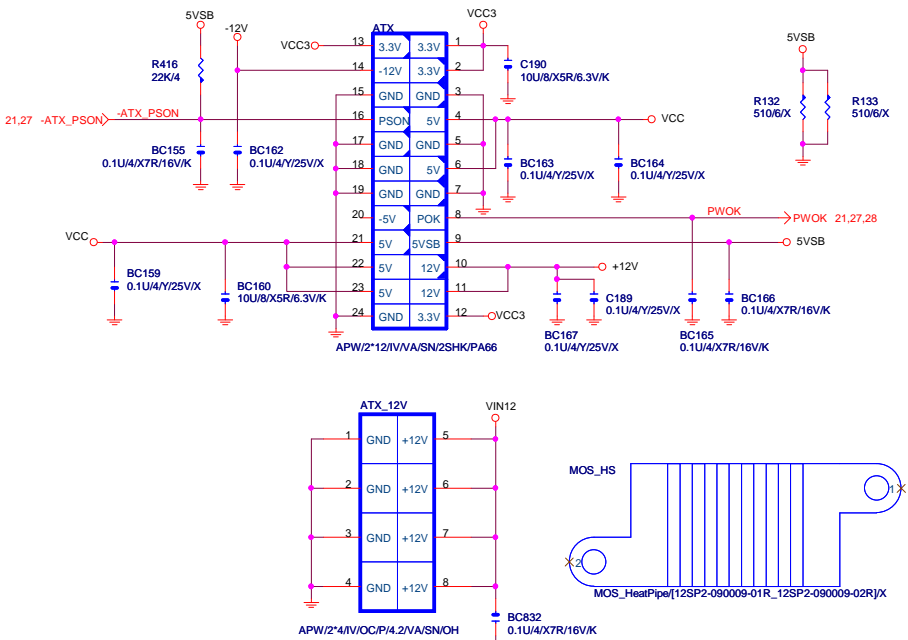 5VSB
-12V
ATX
VCC3
5VSB
R416
22K/4
VCC3
13
3.3V
3.3V
1
C190
10U/8/X5R/6.3V/K
R132
510/6/X
R133
510/6/X
14
-12V
3.3V
2
15
GND
GND
3
21,27
-ATX_PSON
-ATX_PSON
16
PSON
5V
4
VCC
17
GND
GND
5
BC155
0.1U/4/X7R/16V/K
BC162
0.1U/4/Y/25V/X
18
GND
5V
6
BC163
0.1U/4/Y/25V/X
BC164
0.1U/4/Y/25V/X
19
GND
GND
7
20
-5V
POK
8
PWOK
PWOK
21,27,28
VCC
21
5V
5VSB
9
5VSB
22
5V
12V
10
+12V
BC159
0.1U/4/Y/25V/X
BC160
10U/8/X5R/6.3V/K
23
5V
12V
11
C189
0.1U/4/Y/25V/X
BC166
0.1U/4/X7R/16V/K
24
GND
3.3V
12
VCC3
BC167
0.1U/4/Y/25V/X
BC165
0.1U/4/X7R/16V/K
APW/2*12/IV/VA/SN/2SHK/PA66
ATX_12V
VIN12
1
GND
+12V
5
2
GND
+12V
6
3
GND
+12V
7
4
GND
+12V
8
BC832
0.1U/4/X7R/16V/K
APW/2*4/IV/OC/P/4.2/VA/SN/OH
MOS_HS
1
2
MOS_HeatPipe/[12SP2-090009-01R_12SP2-090009-02R]/X